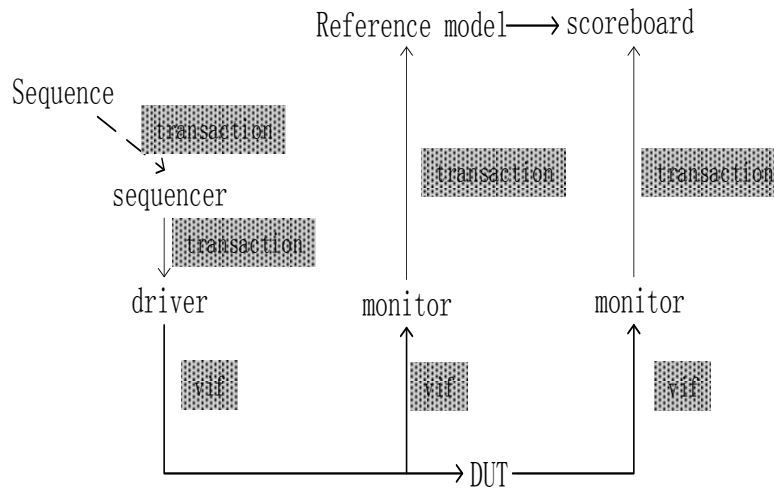 Reference model
scoreboard
Sequence
transaction
transaction
transaction
sequencer
transaction
driver
monitor
monitor
vif
vif
vif
DUT